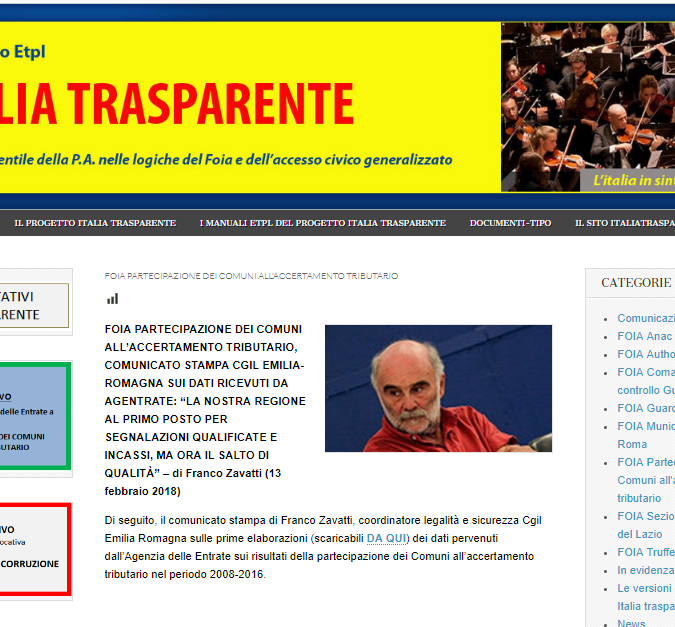 o Etpl
LIA TRASPARENTE
entile della P.A. nelle logiche del Foia e dell'accesso civico generalizzato
L'italia in sint
IL PROGETTO ITALIA TRASPARENTE I MANUALI ETPL DEL PROGETTO ITALIA TRASPARENTE DOCUMENTI-TIPO IL SITO ITALIATRASPA
ATIVI
RENTE
VO
delle Entrate a
DEI COMUNI
BUTARIO
IVO
ocativa
CORRUZIONE
FOIA PARTECIPAZIONE DEI COMUNI ALL'ACCERTAMENTO TRIBUTARIO
FOIA PARTECIPAZIONE DEI COMUNI
ALL'ACCERTAMENTO TRIBUTARIO,
COMUNICATO STAMPA CGIL EMILIA-
ROMAGNA SUI DATI RICEVUTI DA
AGENTRATE: “LA NOSTRA REGIONE
AL PRIMO POSTO PER
SEGNALAZIONI QUALIFICATE E
INCASSI, MA ORA IL SALTO DI
QUALITÀ” – di Franco Zavatti (13
febbraio 2018)
Di seguito, il comunicato stampa di Franco Zavatti, coordinatore legalità e sicurezza Cgil
Emilia Romagna sulle prime elaborazioni (scaricabili DA QUI) dei dati pervenuti
dall'Agenzia delle Entrate sui risultati della partecipazione dei Comuni all'accertamento
tributario nel periodo 2008-2016.
CATEGORIE
Comunicazi
FOIA Anac
FOIA Autho
FOIA Coma
controllo Gu
FOIA Guard
FOIA Munic
Roma
FOIA Parte
Comuni all'a
tributario
FOIA Sezio
del Lazio
FOIA Truffe
In evidenza
Le versioni
Italia traspa
News